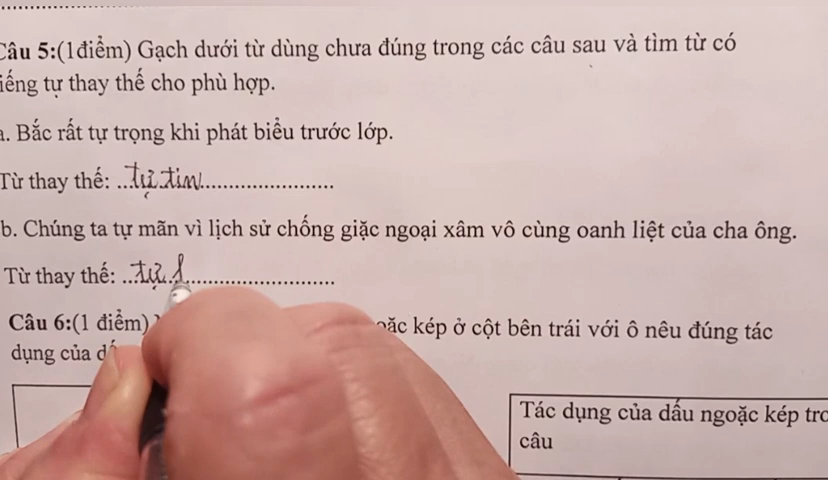 Câu 5:(1điểm) Gạch dưới từ dùng chưa đúng trong các câu sau và tìm từ có
iếng tự thay thế cho phù hợp.
a. Bắc rất tự trọng khi phát biểu trước lớp.
Từ thay thế: ...tự tin.......................
b. Chúng ta tự mãn vì lịch sử chống giặc ngoại xâm vô cùng oanh liệt của cha ông.
Từ thay thế: ...tự.......................
Câu 6:(1 điểm) oặc kép ở cột bên trái với ô nêu đúng tác
dụng của
Tác dụng của dấu ngoặc kép tro
câu